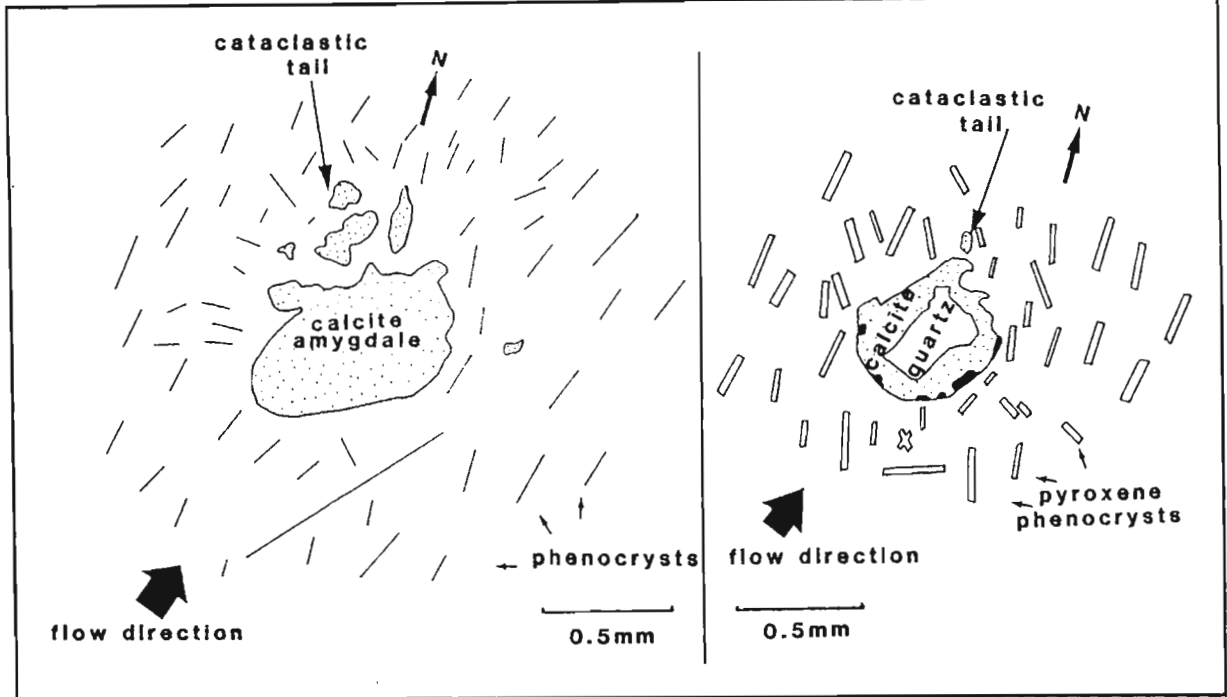 cataclastic
tail
N
calcite
amygdale
phenocrysts
flow direction
0.5mm
cataclastic
tail
N
calcite
quartz
pyroxene
phenocrysts
flow direction
0.5mm